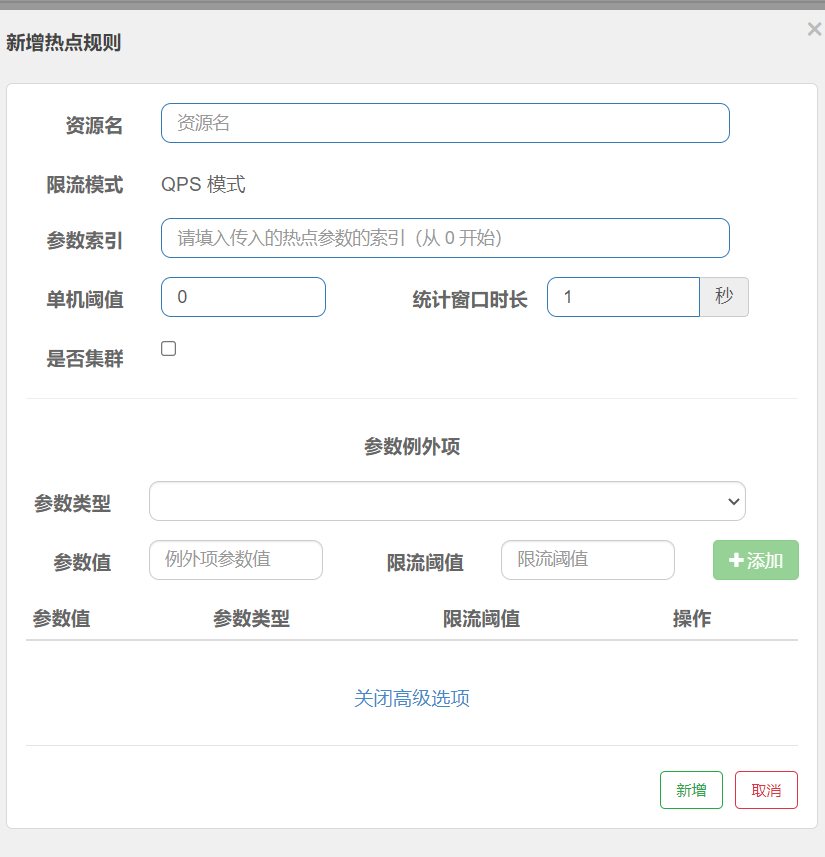 新增热点规则 ×
资源名 资源名
限流模式 QPS 模式
参数索引 请填入传入的热点参数的索引（从 0 开始）
单机阈值 0 统计窗口时长 1 秒
是否集群
参数例外项
参数类型
参数值 例外项参数值 限流阈值 限流阈值 +添加
参数值 参数类型 限流阈值 操作
关闭高级选项
新增 取消